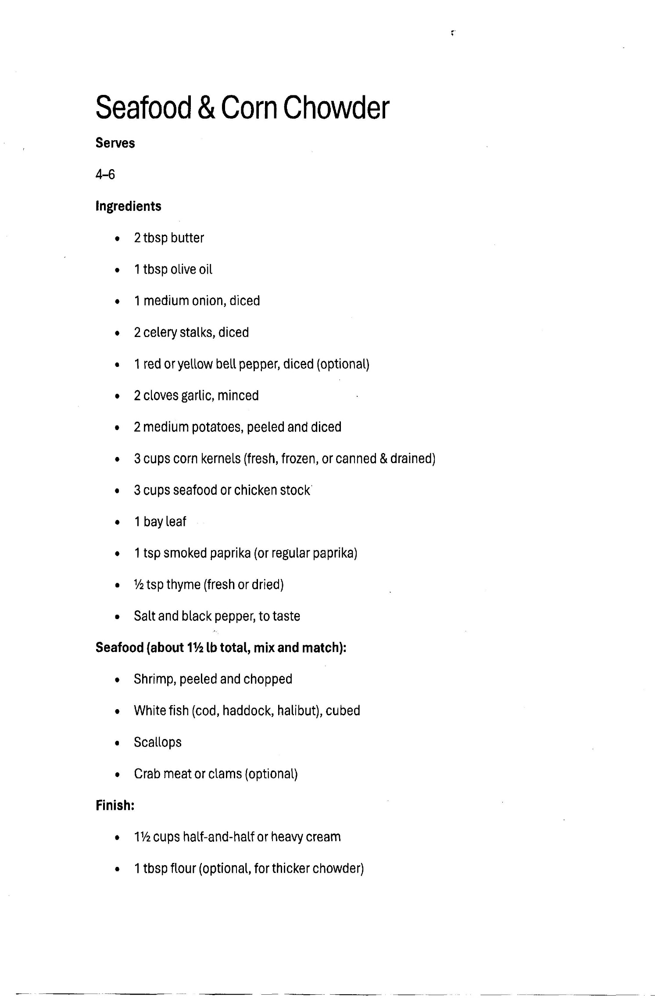 Seafood & Corn Chowder
Serves
4–6
Ingredients
• 2 tbsp butter
• 1 tbsp olive oil
• 1 medium onion, diced
• 2 celery stalks, diced
• 1 red or yellow bell pepper, diced (optional)
• 2 cloves garlic, minced
• 2 medium potatoes, peeled and diced
• 3 cups corn kernels (fresh, frozen, or canned & drained)
• 3 cups seafood or chicken stock
• 1 bay leaf
• 1 tsp smoked paprika (or regular paprika)
• ½ tsp thyme (fresh or dried)
• Salt and black pepper, to taste
Seafood (about 1½ lb total, mix and match):
• Shrimp, peeled and chopped
• White fish (cod, haddock, halibut), cubed
• Scallops
• Crab meat or clams (optional)
Finish:
• 1½ cups half-and-half or heavy cream
• 1 tbsp flour (optional, for thicker chowder)